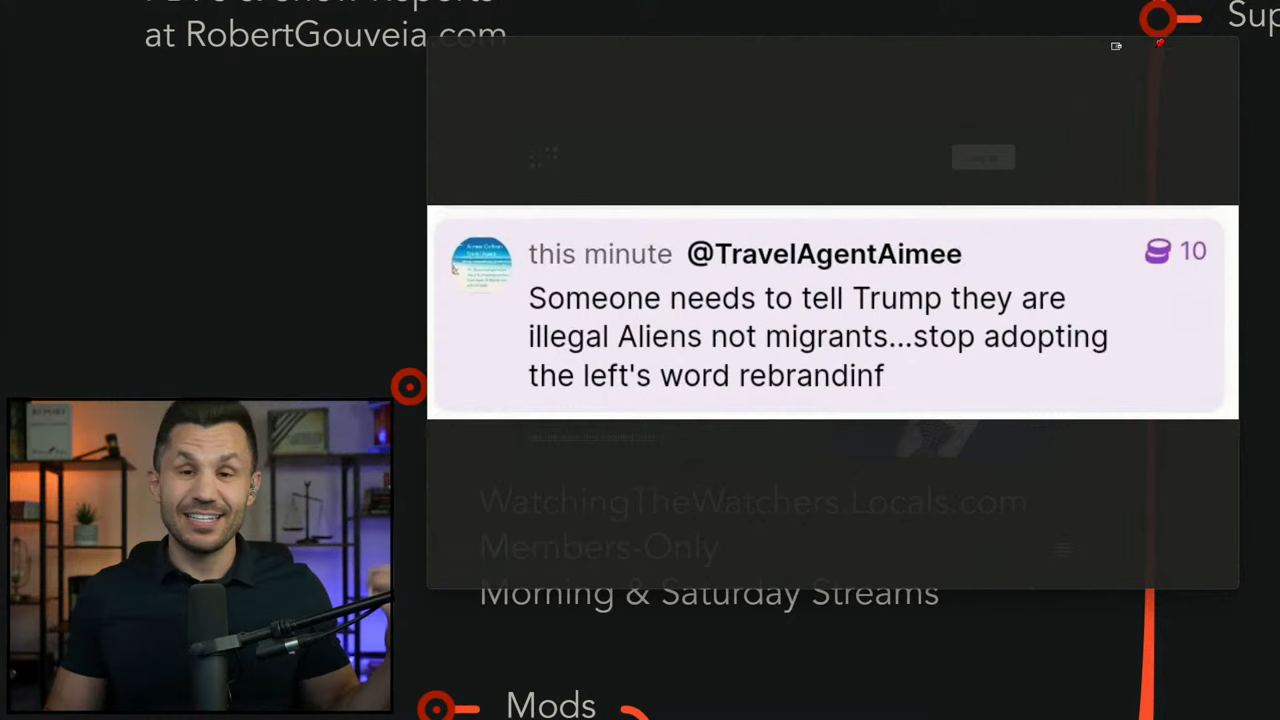 at RobertGouveia.com
Sup
this minute @TravelAgentAimee 10
Someone needs to tell Trump they are
illegal Aliens not migrants...stop adopting
the left's word rebrandinf
WatchingTheWatchers.Locals.com
Members-Only
Morning & Saturday Streams
Mods